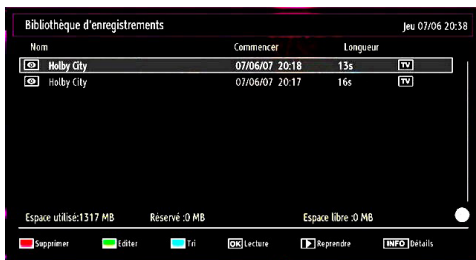 Bibliothèque d'enregistrements Jeu 07/06 20:38
Nom Commencer Longueur
Holby City 07/06/07 20:18 13s TV
Holby City 07/06/07 20:17 16s TV
Espace utilisé:1317 MB Réservé :0 MB Espace libre :0 MB
Supprimer Editer Tri OK Lecture Reprendre INFO Détails